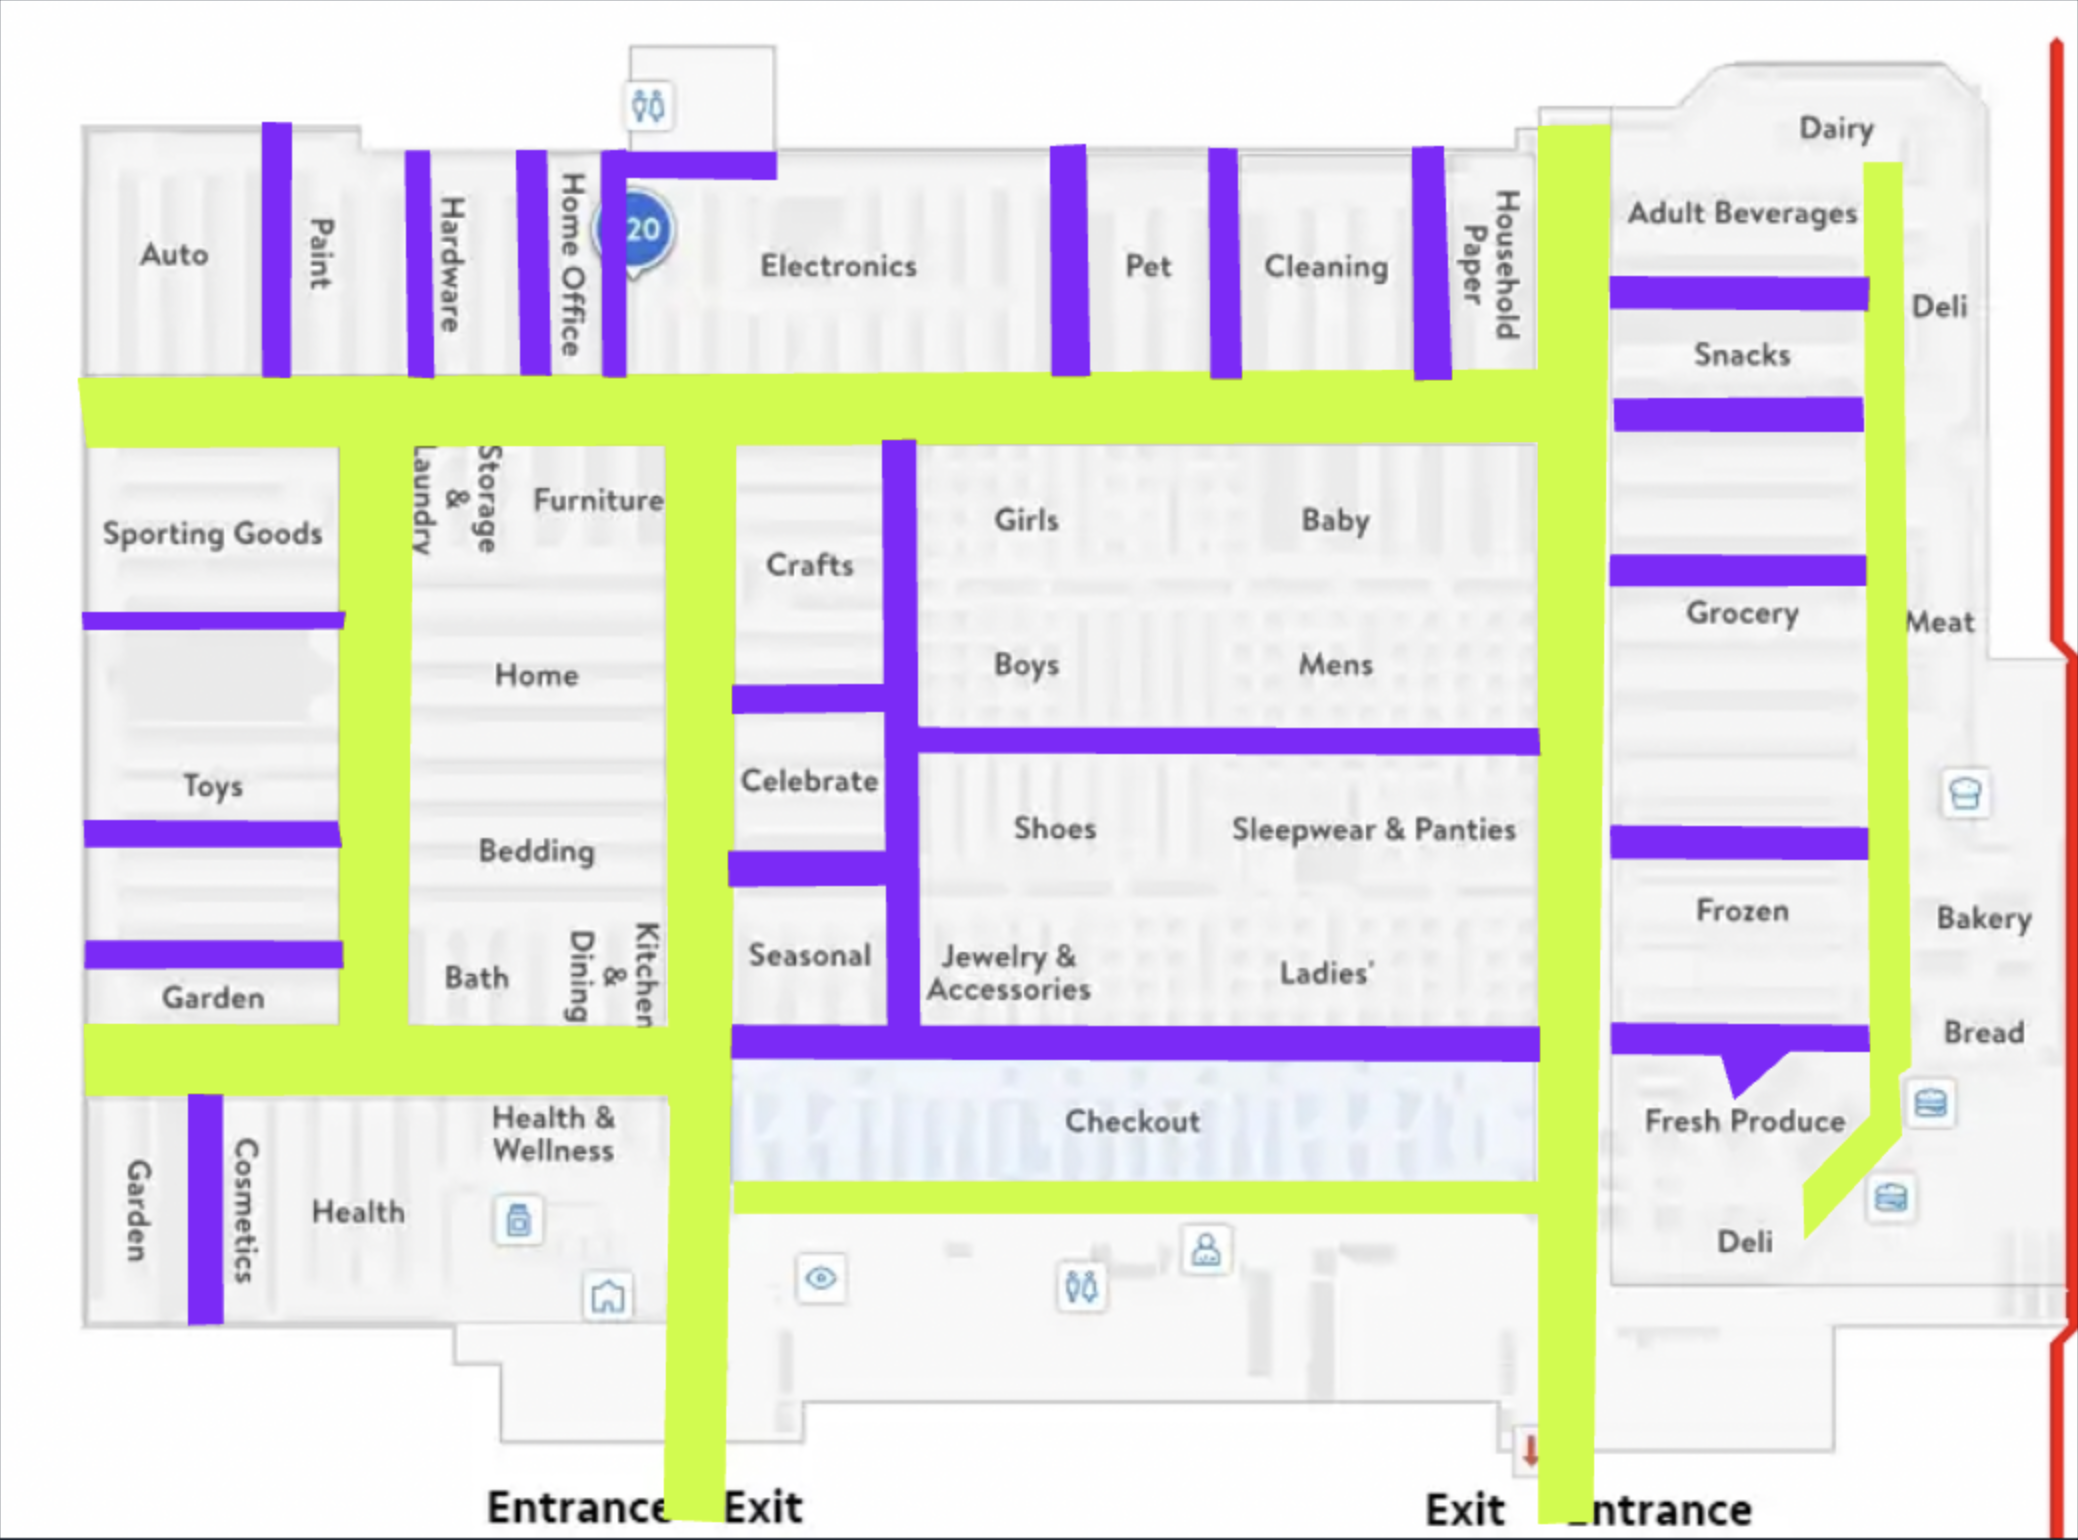 Dairy
Adult Beverages
Auto
Paint
Hardware
Home Office
20
Electronics
Pet
Cleaning
Household
Paper
Deli
Snacks
Sporting Goods
Laundry
&
Storage
Furniture
Crafts
Girls
Baby
Grocery
Meat
Home
Boys
Mens
Toys
Celebrate
Shoes
Sleepwear & Panties
Bedding
Frozen
Bakery
Bath
Dining
&
Kitchen
Seasonal
Jewelry &
Accessories
Ladies'
Garden
Bread
Health &
Wellness
Checkout
Fresh Produce
Garden
Cosmetics
Health
Deli
Entrance
Exit
Exit
Entrance